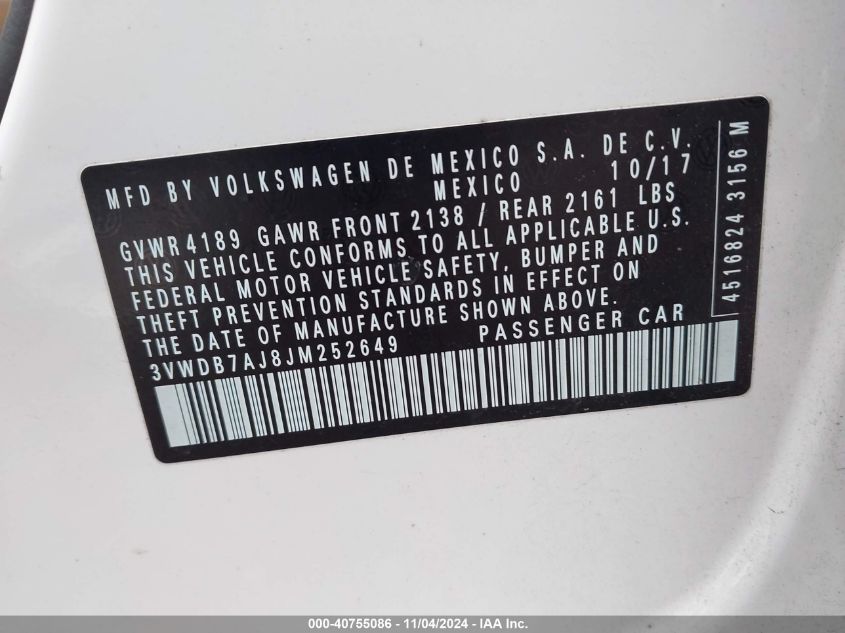 MFD BY VOLKSWAGEN DE MEXICO S.A. DE C.V.
MEXICO 10/17
GVWR 4189 GAWR FRONT 2138 / REAR 2161 LBS
THIS VEHICLE CONFORMS TO ALL APPLICABLE U.S.
FEDERAL MOTOR VEHICLE SAFETY, BUMPER AND
THEFT PREVENTION STANDARDS IN EFFECT ON
THE DATE OF MANUFACTURE SHOWN ABOVE.
3VWDB7AJ8JM252649 PASSENGER CAR
4516824 3156 M
000-40755086 - 11/04/2024 - IAA Inc.